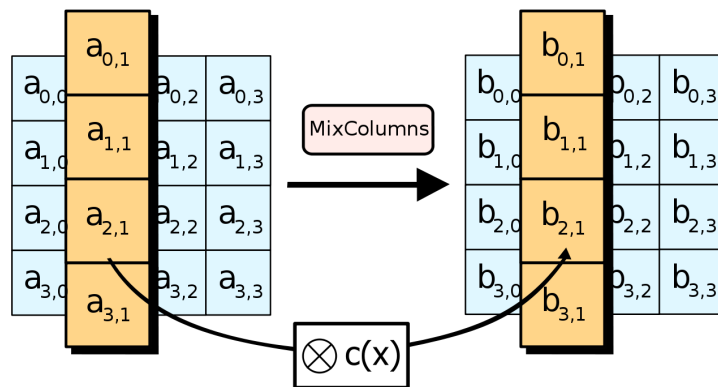 a0,0 a0,1 a0,2 a0,3
a1,0 a1,1 a1,2 a1,3
a2,0 a2,1 a2,2 a2,3
a3,0 a3,1 a3,2 a3,3
MixColumns
b0,0 b0,1 b0,2 b0,3
b1,0 b1,1 b1,2 b1,3
b2,0 b2,1 b2,2 b2,3
b3,0 b3,1 b3,2 b3,3
⊗ c(x)